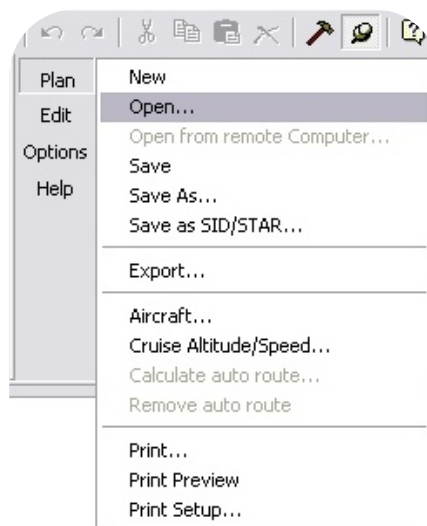 Plan
Edit
Options
Help
New
Open...
Open from remote Computer...
Save
Save As...
Save as SID/STAR...
Export...
Aircraft...
Cruise Altitude/Speed...
Calculate auto route...
Remove auto route
Print...
Print Preview
Print Setup...